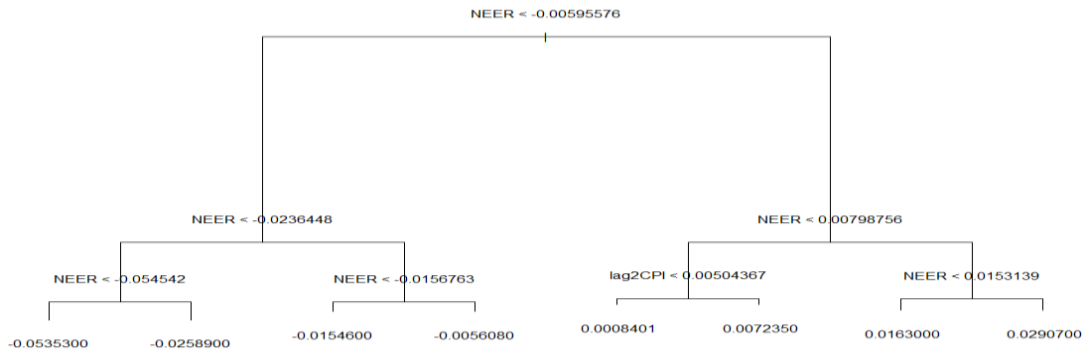 NEER < -0.00595576
NEER < -0.0236448
NEER < 0.00798756
NEER < -0.054542
NEER < -0.0156763
lag2CPI < 0.00504367
NEER < 0.0153139
-0.0535300
-0.0258900
-0.0154600
-0.0056080
0.0008401
0.0072350
0.0163000
0.0290700